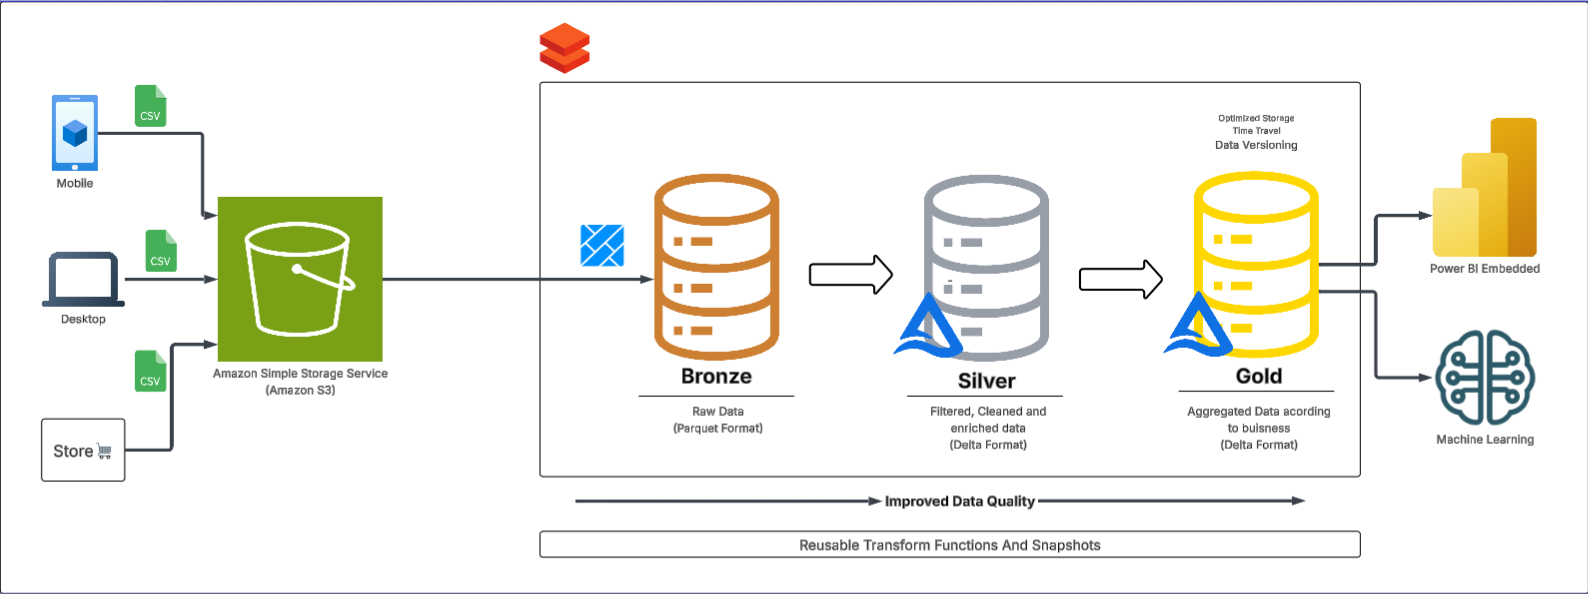 CSV
Mobile
CSV
Desktop
CSV
Store
Amazon Simple Storage Service
(Amazon S3)
Optimized Storage
Time Travel
Data Versioning
Bronze
Raw Data
(Parquet Format)
Silver
Filtered, Cleaned and
enriched data
(Delta Format)
Gold
Aggregated Data acording
to buisness
(Delta Format)
Power BI Embedded
Machine Learning
Improved Data Quality
Reusable Transform Functions And Snapshots